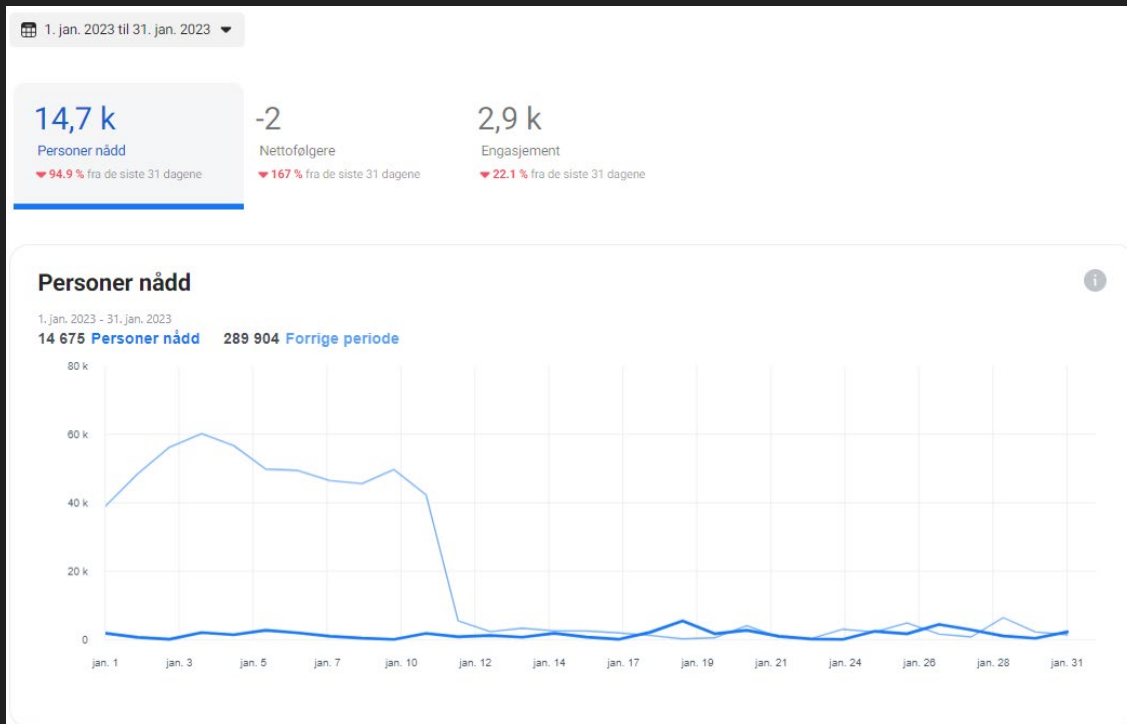 1. jan. 2023 til 31. jan. 2023
14,7 k
Personer nådd
94.9 % fra de siste 31 dagene
-2
Nettofølgere
167 % fra de siste 31 dagene
2,9 k
Engasjement
22.1 % fra de siste 31 dagene
Personer nådd
i
1. jan. 2023 - 31. jan. 2023
14 675 Personer nådd 289 904 Forrige periode
80 k
60 k
40 k
20 k
0
jan. 1 jan. 3 jan. 5 jan. 7 jan. 10 jan. 12 jan. 14 jan. 17 jan. 19 jan. 21 jan. 24 jan. 26 jan. 28 jan. 31